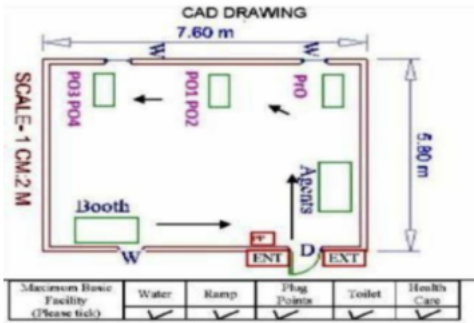 CAD DRAWING
7.60 m
W
W
PO3 PO4
PO1 PO2
PrO
SCALE- 1 CM:2 M
5.80 m
Agents
Booth
PP
W
ENT
D
EXT
Maximum Basic Facility (Please tick)
Water
Ramp
Plug Points
Toilet
Health Care